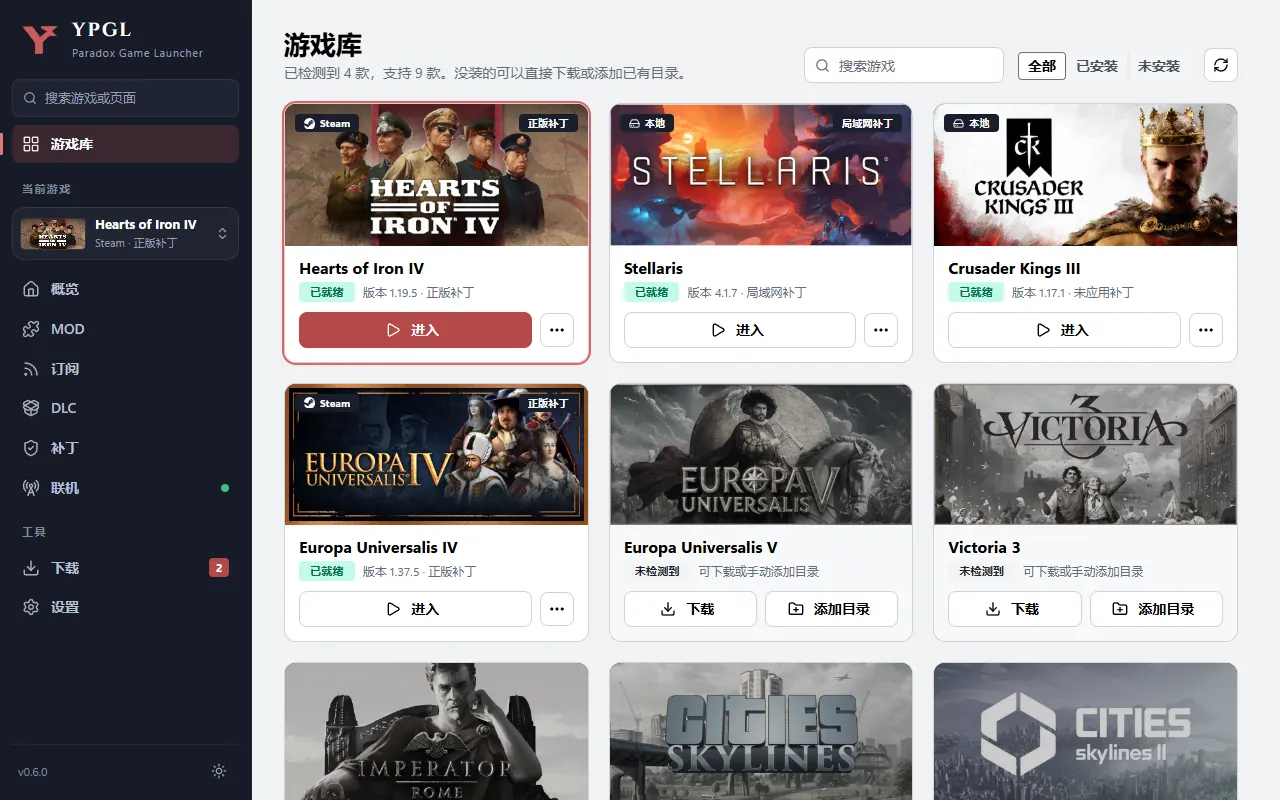 YPGL
Paradox Game Launcher
搜索游戏或页面
游戏库
当前游戏
Hearts of Iron IV
Steam · 正版补丁
概览
MOD
订阅
DLC
补丁
联机
工具
下载
2
设置
v0.6.0
游戏库
已检测到 4 款，支持 9 款。没装的可以直接下载或添加已有目录。
搜索游戏
全部
已安装
未安装
Steam
正版补丁
HEARTS
OF
IRON IV
Hearts of Iron IV
已就绪
版本 1.19.5 · 正版补丁
进入
本地
局域网补丁
STELLARIS
Stellaris
已就绪
版本 4.1.7 · 局域网补丁
进入
本地
CK
CRUSADER
KINGS III
Crusader Kings III
已就绪
版本 1.17.1 · 未应用补丁
进入
Steam
正版补丁
EUROPA
UNIVERSALIS IV
Europa Universalis IV
已就绪
版本 1.37.5 · 正版补丁
进入
EUROPA V
UNIVERSALIS
Europa Universalis V
未检测到
可下载或手动添加目录
下载
添加目录
3
VICTORIA
Victoria 3
未检测到
可下载或手动添加目录
下载
添加目录
IMPERATOR
ROME
CITIES
SKYLINES
CITIES
skylines II